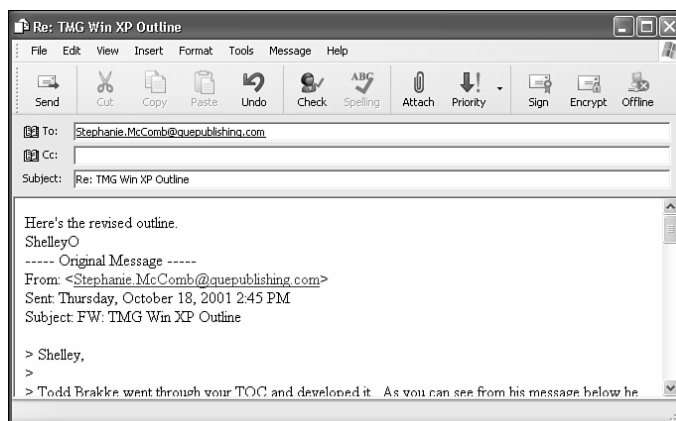 Re: TMG Win XP Outline
File Edit View Insert Format Tools Message Help
Send Cut Copy Paste Undo Check Spelling Attach Priority Sign Encrypt Offline
ABC
To: Stephanie.McComb@quepublishing.com
Cc:
Subject: Re: TMG Win XP Outline
Here's the revised outline.
ShelleyO
----- Original Message -----
From: <Stephanie.McComb@quepublishing.com>
Sent: Thursday, October 18, 2001 2:45 PM
Subject: FW: TMG Win XP Outline
> Shelley,
>
> Todd Brakke went through your TOC and developed it. As you can see from his message below he